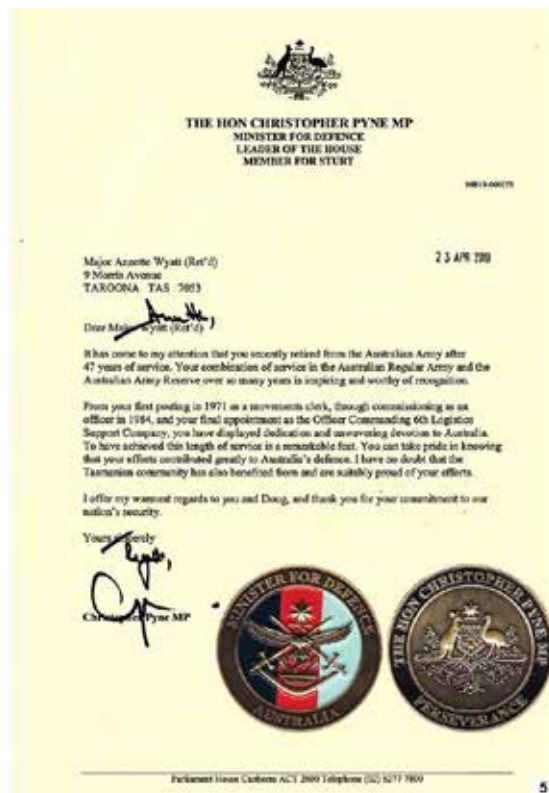 THE HON CHRISTOPHER PYNE MP
MINISTER FOR DEFENCE
LEADER OF THE HOUSE
MEMBER FOR STURT
23 APR 2019
Major Annette Wyatt (Ret'd)
9 Morris Avenue
TAROONA TAS 7053
Annette,
Dear Major Wyatt (Ret'd)
It has come to my attention that you recently retired from the Australian Army after
47 years of service. Your combination of service in the Australian Regular Army and the
Australian Army Reserve over so many years is inspiring and worthy of recognition.
From your first posting in 1971 as a movements clerk, through commissioning as an
officer in 1984, and your final appointment as the Officer Commanding 6th Logistics
Support Company, you have displayed dedication and unwavering devotion to Australia.
To have achieved this length of service is a remarkable feat. You can take pride in knowing
that your efforts contributed greatly to Australia's defence. I have no doubt that the
Tasmanian community has also benefited from and are suitably proud of your efforts.
I offer my warmest regards to you and Doug, and thank you for your commitment to our
nation's security.
Yours sincerely
Christopher Pyne MP
MINISTER FOR DEFENCE
AUSTRALIA
THE HON CHRISTOPHER PYNE MP
PERSEVERANCE
Parliament House Canberra ACT 2600 Telephone (02) 6277 7800
5